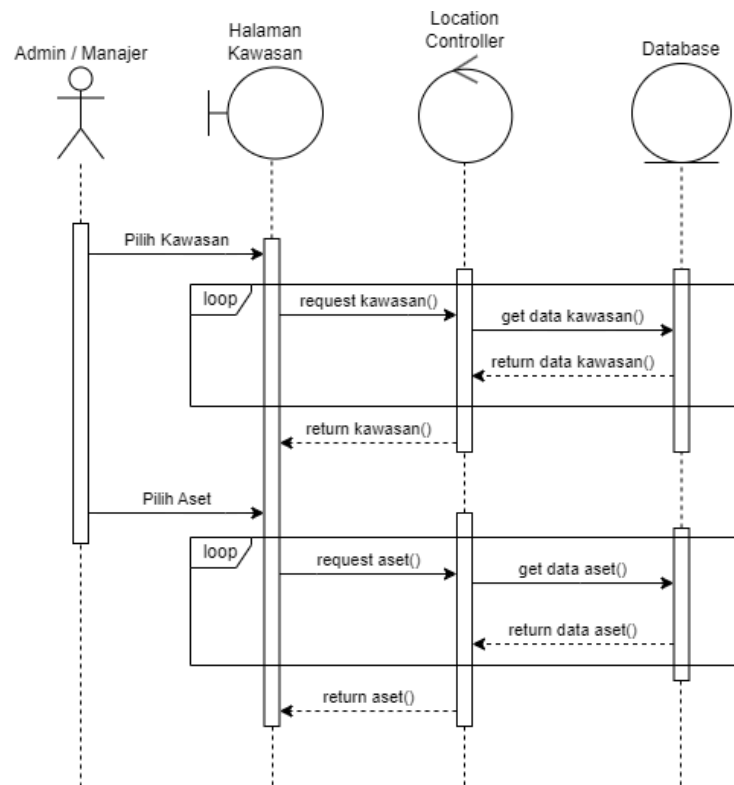 Admin / Manajer
Halaman
Kawasan
Location
Controller
Database
Pilih Kawasan
loop
request kawasan()
get data kawasan()
return data kawasan()
return kawasan()
Pilih Aset
loop
request aset()
get data aset()
return data aset()
return aset()